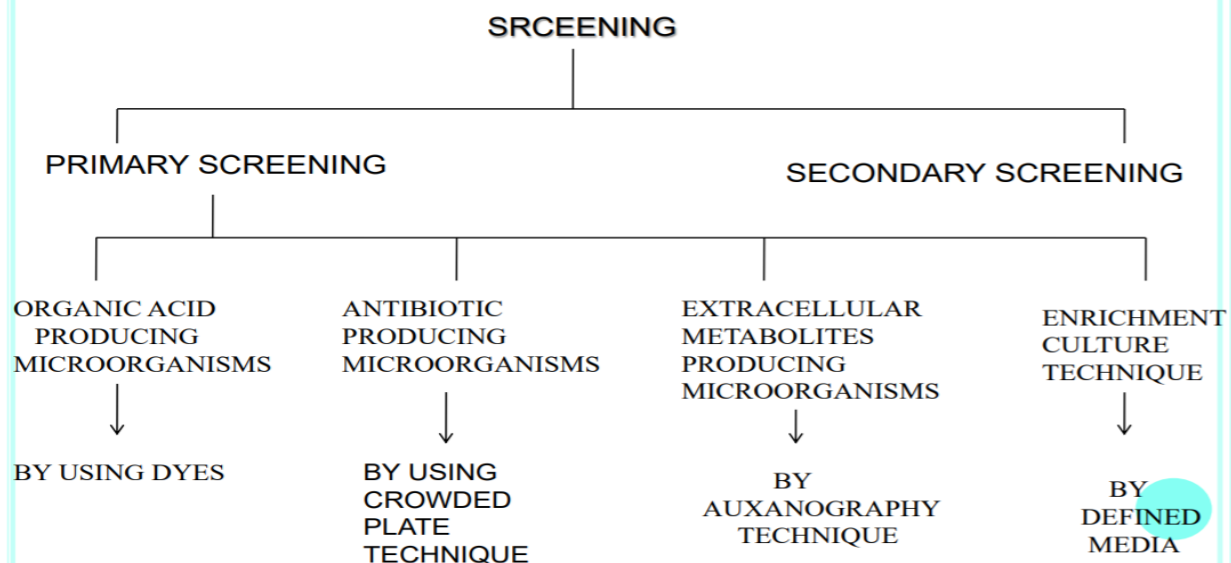 SRCEENING
PRIMARY SCREENING
SECONDARY SCREENING
ORGANIC ACID
PRODUCING
MICROORGANISMS
BY USING DYES
ANTIBIOTIC
PRODUCING
MICROORGANISMS
BY USING
CROWDED
PLATE
TECHNIQUE
EXTRACELLULAR
METABOLITES
PRODUCING
MICROORGANISMS
BY
AUXANOGRAPHY
TECHNIQUE
ENRICHMENT
CULTURE
TECHNIQUE
BY
DEFINED
MEDIA